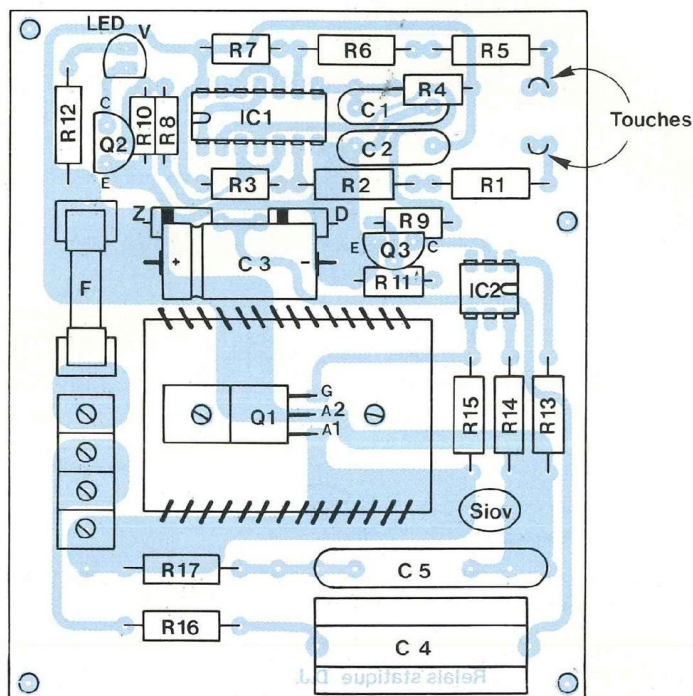 LED V
R7 R6 R5
R12
C
R10
R8
IC1
R4
C1
Touches
Q2
C2
E
R3 R2 R1
Z D
R9
F
+ C3 -
E Q3 C
R11
IC2
G
Q1 A2
A1
R15
R14
R13
Siov
R17 C5
R16 C4
Relais statique D.J.